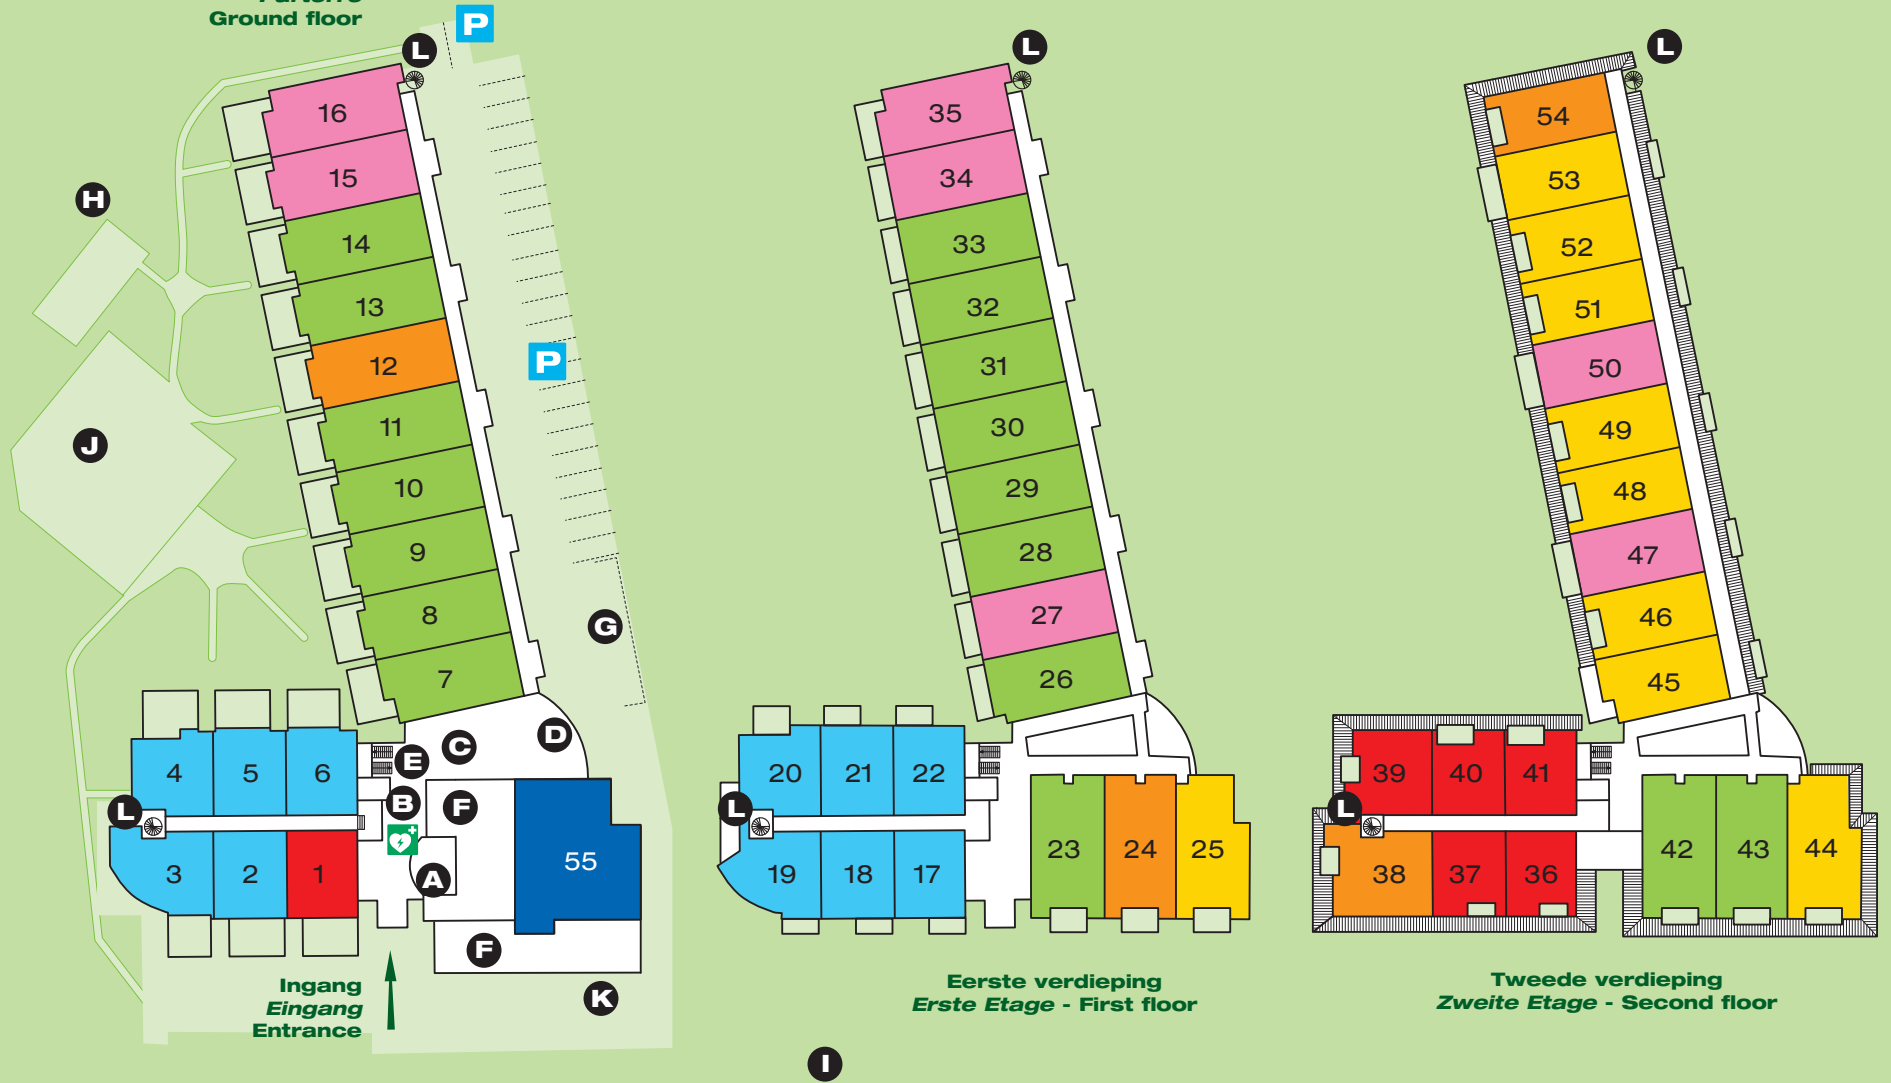 Parterre
Ground floor
P
L
16
15
14
13
12
11
10
9
8
7
H
J
P
G
4
5
6
L
3
2
1
E
C
D
B
F
A
55
F
K
Ingang
Eingang
Entrance
L
35
34
33
32
31
30
29
28
27
26
20
21
22
L
19
18
17
23
24
25
Eerste verdieping
Erste Etage - First floor
I
L
54
53
52
51
50
49
48
47
46
45
39
40
41
L
38
37
36
42
43
44
Tweede verdieping
Zweite Etage - Second floor